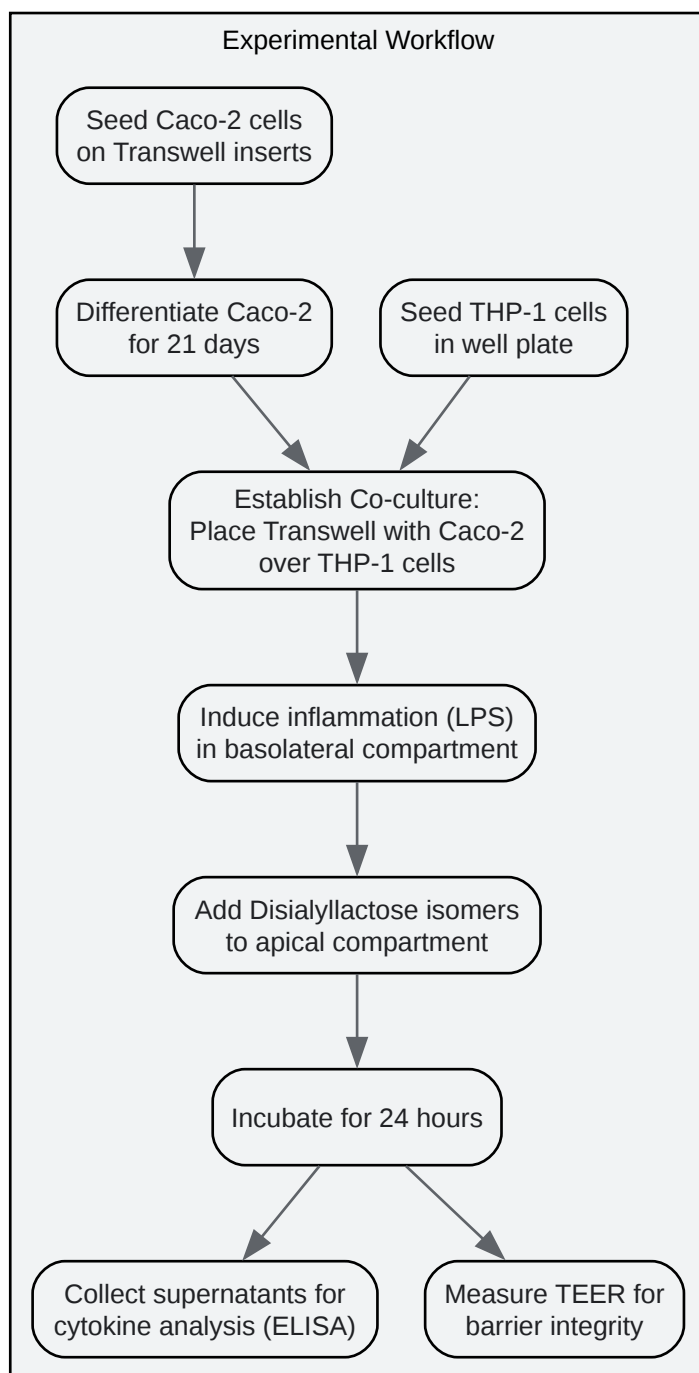 Experimental Workflow
Seed Caco-2 cells
on Transwell inserts
Differentiate Caco-2
for 21 days
Seed THP-1 cells
in well plate
Establish Co-culture:
Place Transwell with Caco-2
over THP-1 cells
Induce inflammation (LPS)
in basolateral compartment
Add Disialyllactose isomers
to apical compartment
Incubate for 24 hours
Collect supernatants for
cytokine analysis (ELISA)
Measure TEER for
barrier integrity